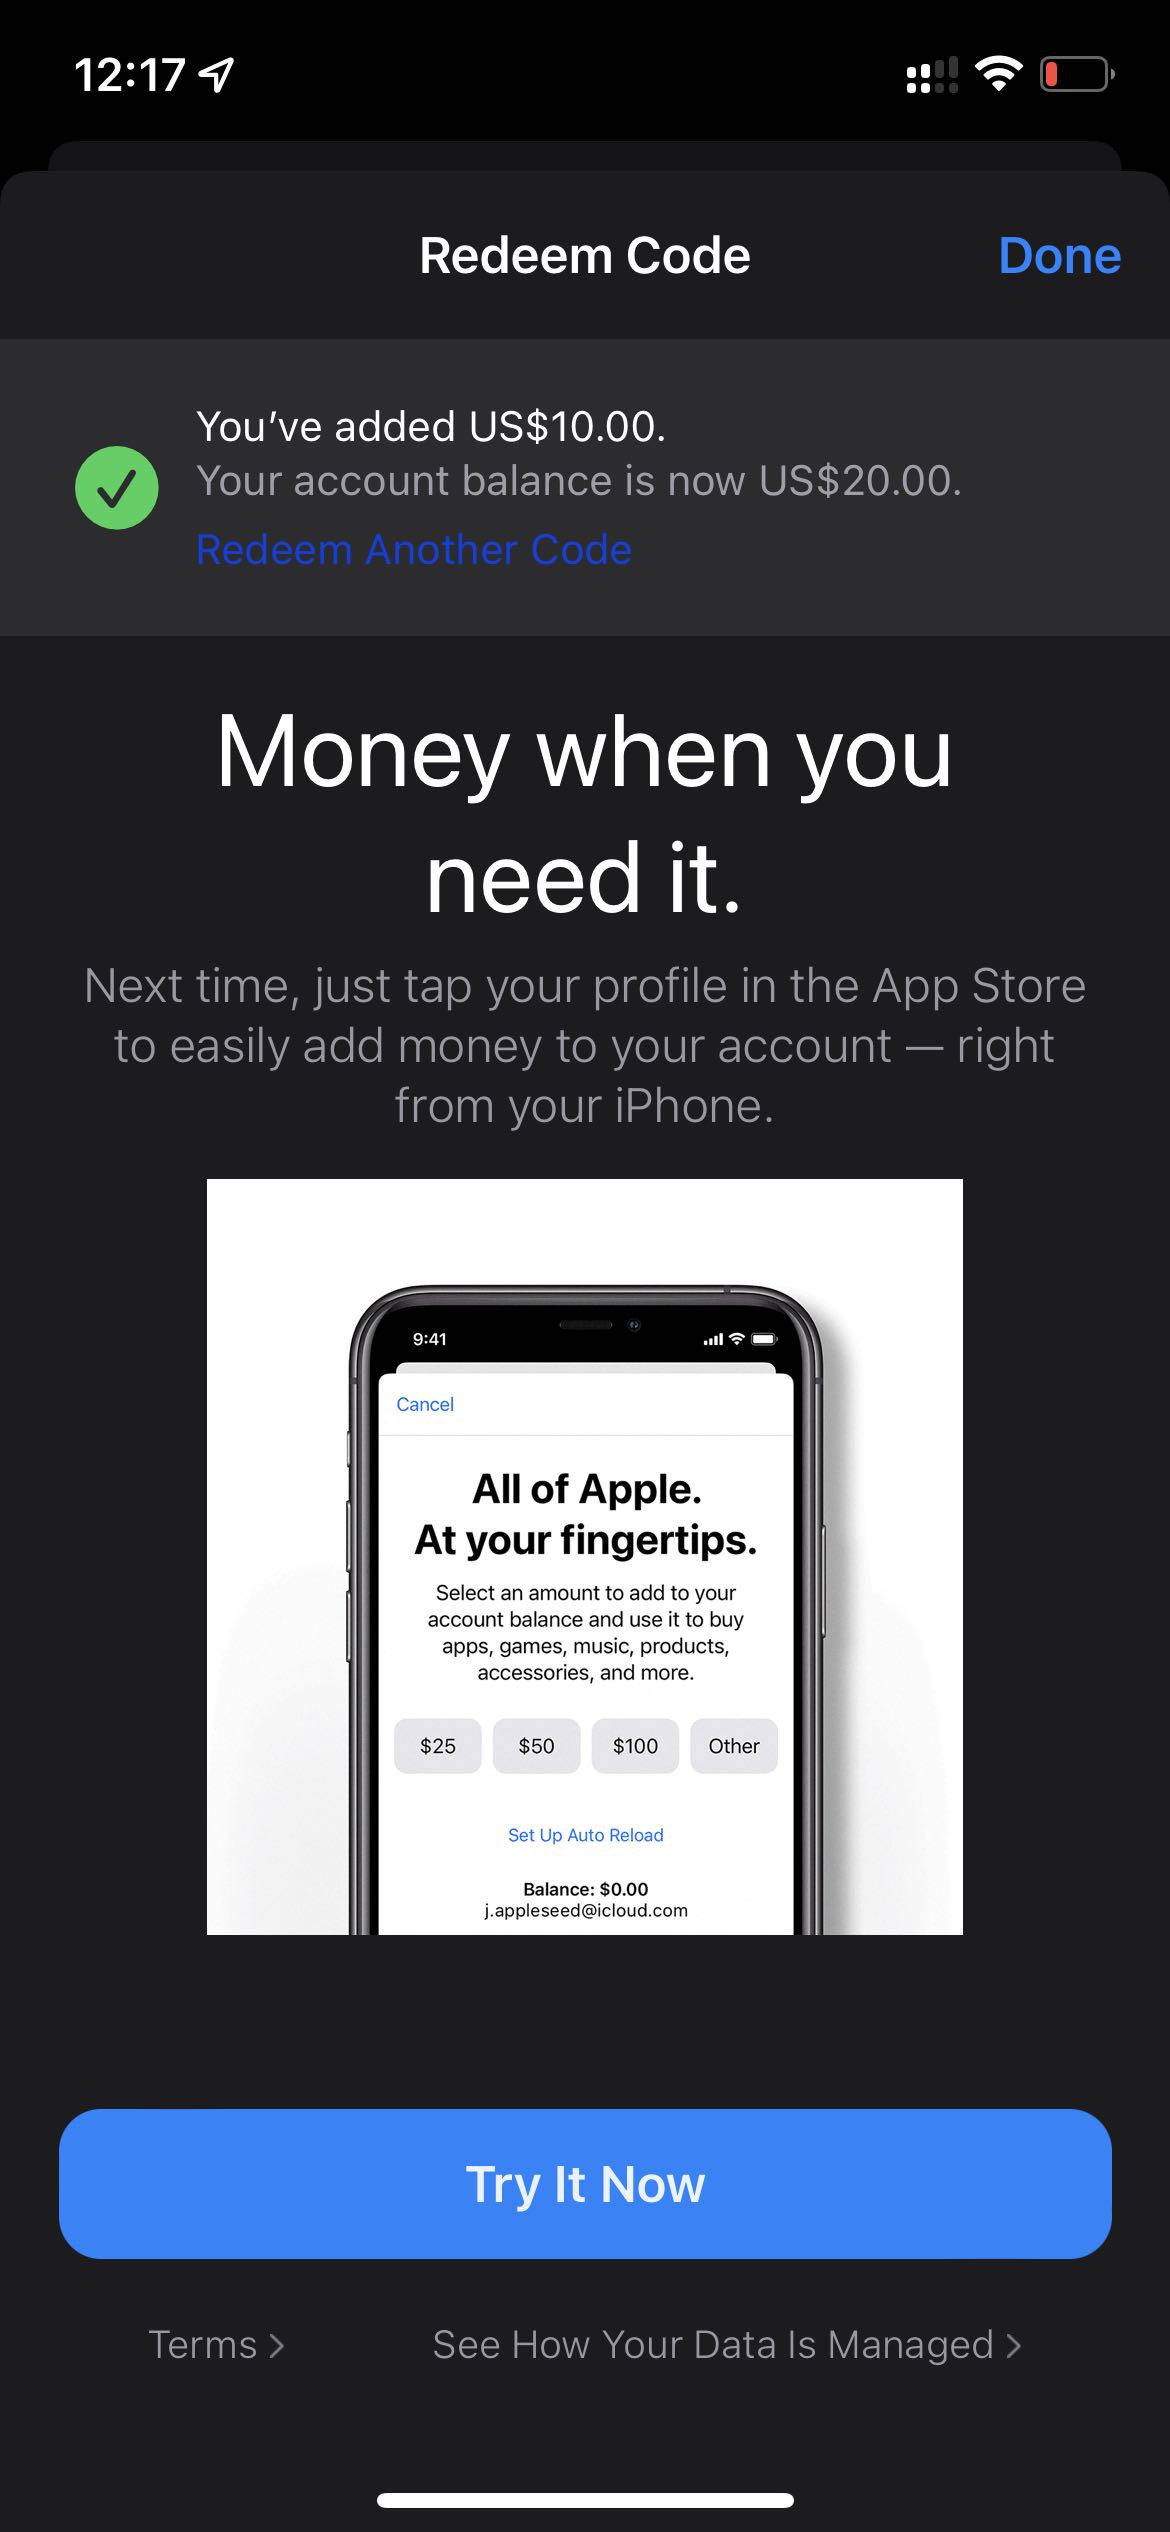 12:17
Redeem Code
Done
You’ve added US$10.00.
Your account balance is now US$20.00.
Redeem Another Code
Money when you
need it.
Next time, just tap your profile in the App Store
to easily add money to your account — right
from your iPhone.
9:41
Cancel
All of Apple.
At your fingertips.
Select an amount to add to your
account balance and use it to buy
apps, games, music, products,
accessories, and more.
$25 $50 $100 Other
Set Up Auto Reload
Balance: $0.00
j.appleseed@icloud.com
Try It Now
Terms
See How Your Data Is Managed